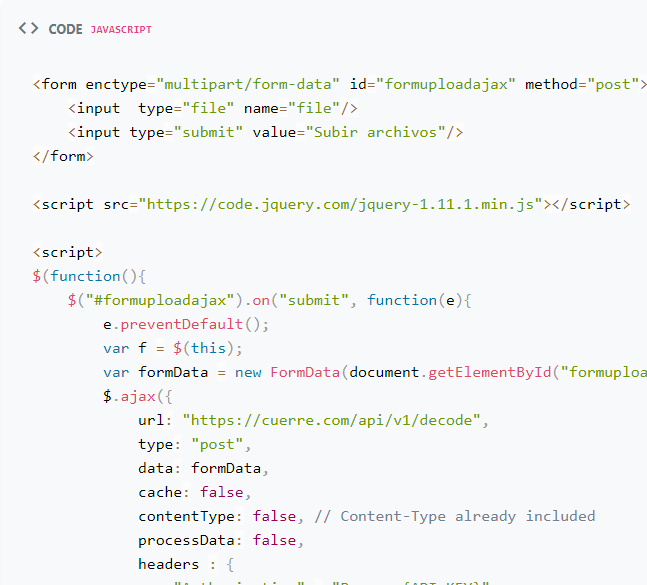 <> CODE JAVASCRIPT
<form enctype="multipart/form-data" id="formuploadajax" method="post">
    <input  type="file" name="file"/>
    <input type="submit" value="Subir archivos"/>
</form>

<script src="https://code.jquery.com/jquery-1.11.1.min.js"></script>

<script>
$(function(){
    $("#formuploadajax").on("submit", function(e){
        e.preventDefault();
        var f = $(this);
        var formData = new FormData(document.getElementById("formuploa
        $.ajax({
            url: "https://cuerre.com/api/v1/decode",
            type: "post",
            data: formData,
            cache: false,
            contentType: false, // Content-Type already included
            processData: false,
            headers : {